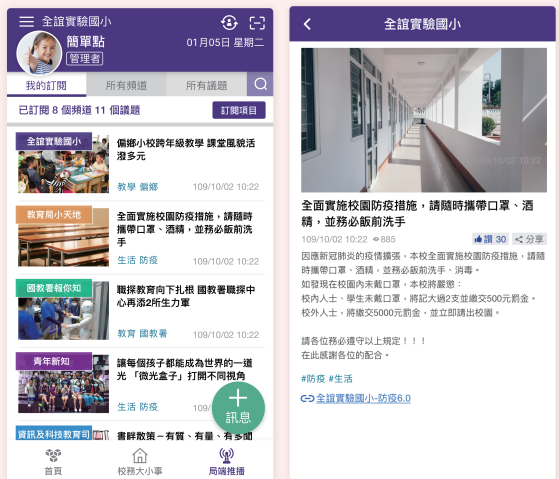 全誼實驗國小
簡單點
01月05日 星期二
管理者
我的訂閱
所有頻道
所有議題
已訂閱 8 個頻道 11 個議題
訂閱項目
全誼實驗國小
偏鄉小校跨年級教學 課堂風貌活
潑多元
教學 偏鄉
109/10/02 10:22
教育局小天地
全面實施校園防疫措施，請隨時
攜帶口罩、酒精，並務必飯前洗
手
生活 防疫
109/10/02 10:22
國教署報你知
職探教育向下扎根 國教署職探中
心再添2所生力軍
教育 國教署
109/10/02 10:22
青年新知
讓每個孩子都能成為世界的一道
光 「微光盒子」打開不同視角
生活 防疫
109/
訊息
資訊及科技教育司
書畔散策－有質、有量、有多聞
首頁
校務大小事
局端推播
全誼實驗國小
109/10/02 10:22
全面實施校園防疫措施，請隨時攜帶口罩、酒
精，並務必飯前洗手
109/10/02 10:22
885
讚 30
分享
因應新冠肺炎的疫情擴張，本校全面實施校園防疫措施，請隨
時攜帶口罩、酒精，並務必飯前洗手、消毒。
如發現在校園內未戴口罩，本校將嚴懲：
校內人士、學生未戴口罩，將記大過2支並繳交500元罰金。
校外人士，將繳交5000元罰金，並立即請出校園。
請各位務必遵守以上規定！！！
在此感謝各位的配合。
#防疫 #生活
全誼實驗國小-防疫6.0